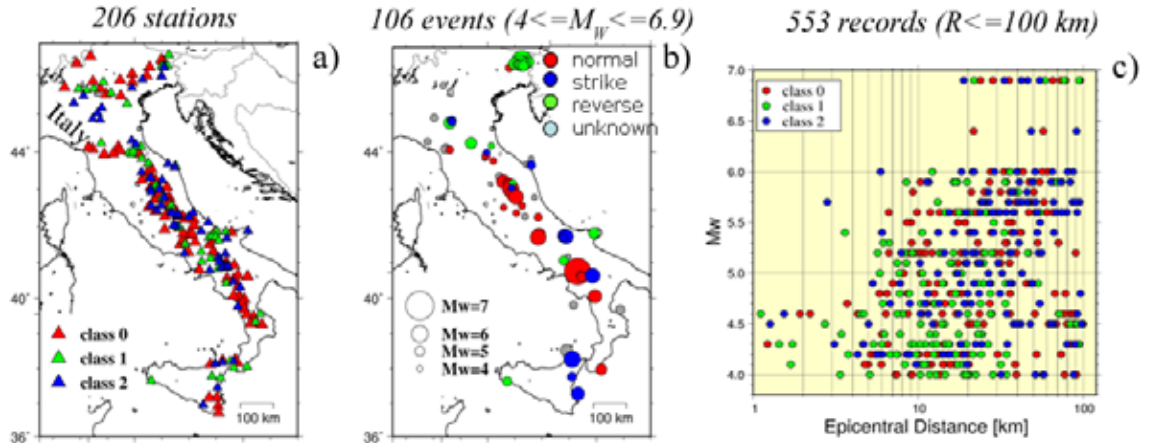 206 stations
106 events (4<=M_W<=6.9)
553 records (R<=100 km)
a)
Italy
44°
40°
36°
class 0
class 1
class 2
100 km
b)
normal
strike
reverse
unknown
44°
40°
36°
Mw=7
Mw=6
Mw=5
Mw=4
100 km
c)
class 0
class 1
class 2
Mw
7.0
6.5
6.0
5.5
5.0
4.5
4.0
1
10
100
Epicentral Distance [km]